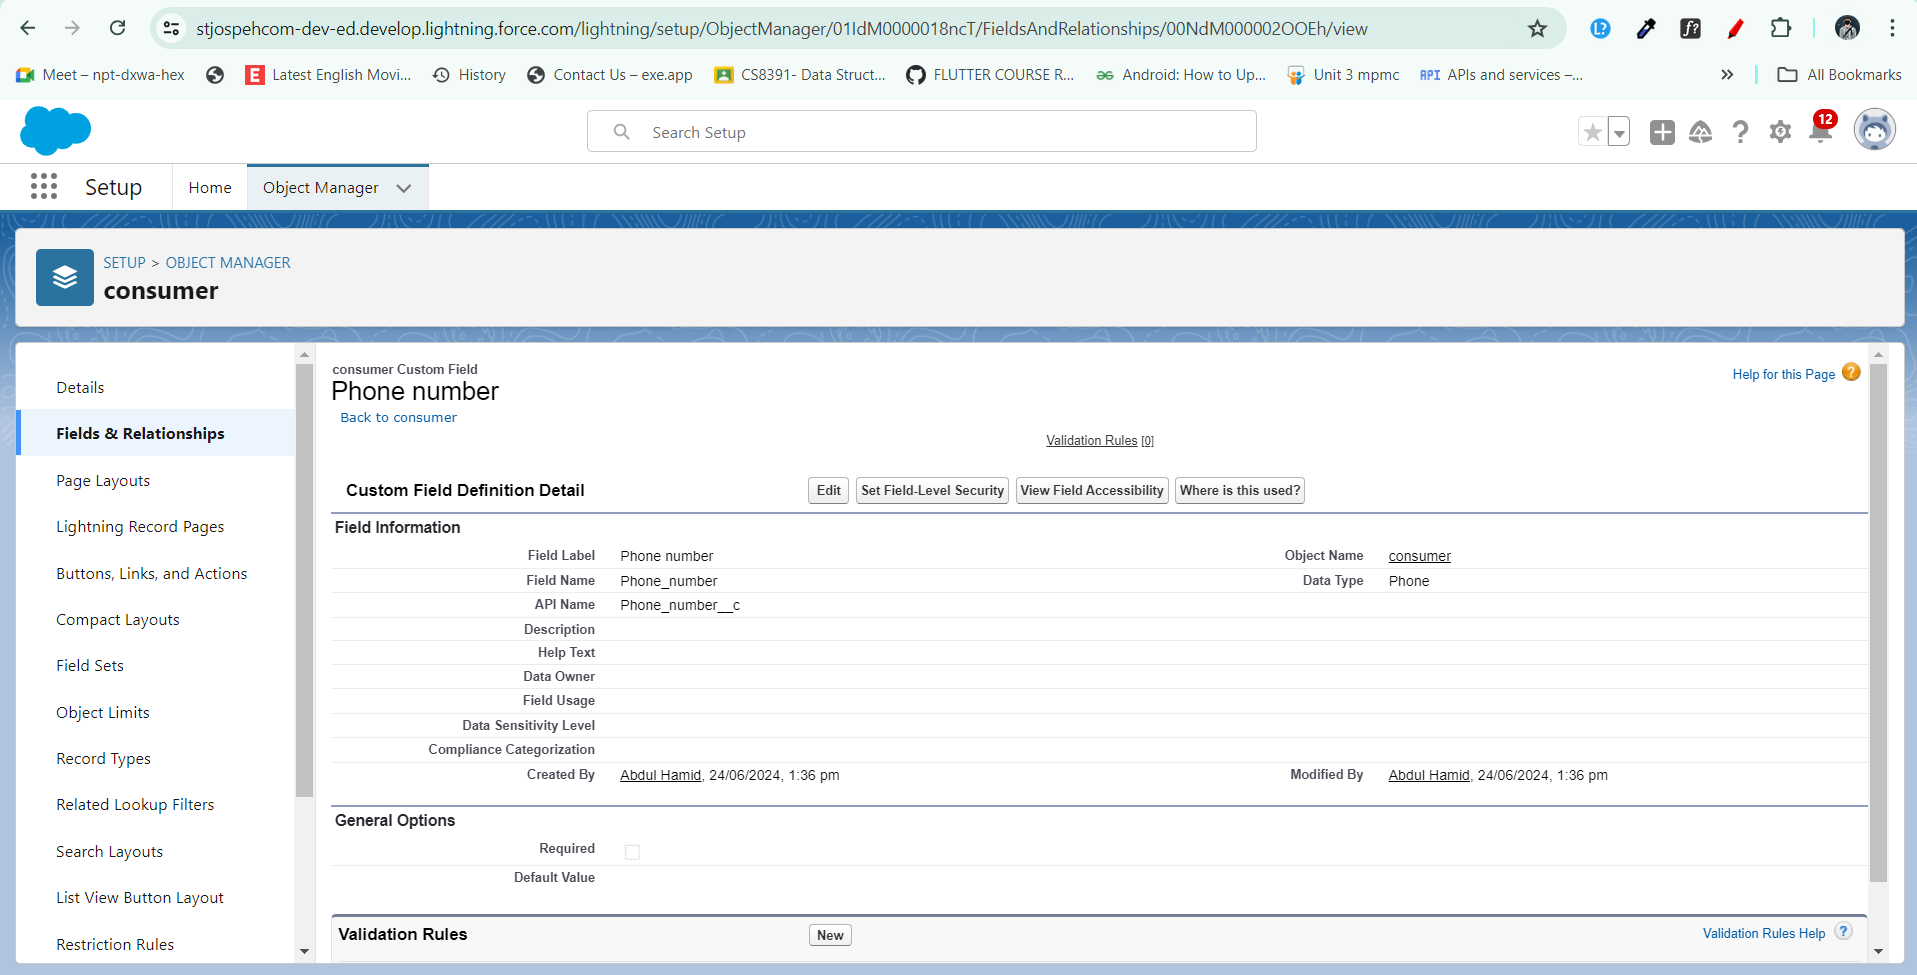 stjospehcom-dev-ed.develop.lightning.force.com/lightning/setup/ObjectManager/01IdM0000018ncT/FieldsAndRelationships/00NdM000002OOEh/view
Meet – npt-dxwa-hex
Latest English Movi...
History
Contact Us – exe.app
CS8391- Data Struct...
FLUTTER COURSE R...
Android: How to Up...
Unit 3 mpmc
API APIs and services –...
»
All Bookmarks
Search Setup
12
Setup
Home
Object Manager
SETUP > OBJECT MANAGER
consumer
Details
Fields & Relationships
Page Layouts
Lightning Record Pages
Buttons, Links, and Actions
Compact Layouts
Field Sets
Object Limits
Record Types
Related Lookup Filters
Search Layouts
List View Button Layout
Restriction Rules
consumer Custom Field
Phone number
Back to consumer
Help for this Page ?
Validation Rules [0]
Custom Field Definition Detail
Edit
Set Field-Level Security
View Field Accessibility
Where is this used?
Field Information
Field Label Phone number
Object Name consumer
Field Name Phone_number
Data Type Phone
API Name Phone_number__c
Description
Help Text
Data Owner
Field Usage
Data Sensitivity Level
Compliance Categorization
Created By Abdul Hamid, 24/06/2024, 1:36 pm
Modified By Abdul Hamid, 24/06/2024, 1:36 pm
General Options
Required
Default Value
Validation Rules
New
Validation Rules Help ?